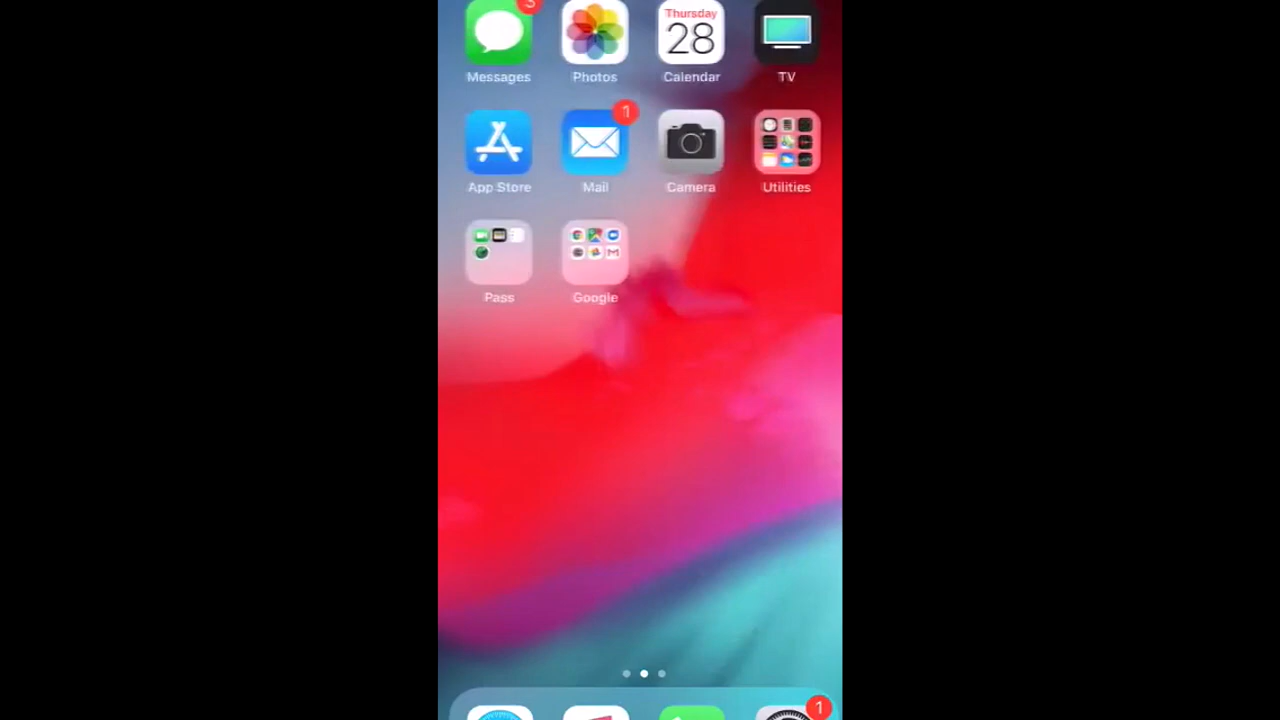 3
Thursday
28
Messages
Photos
Calendar
TV
1
App Store
Mail
Camera
Utilities
Pass
Google
1